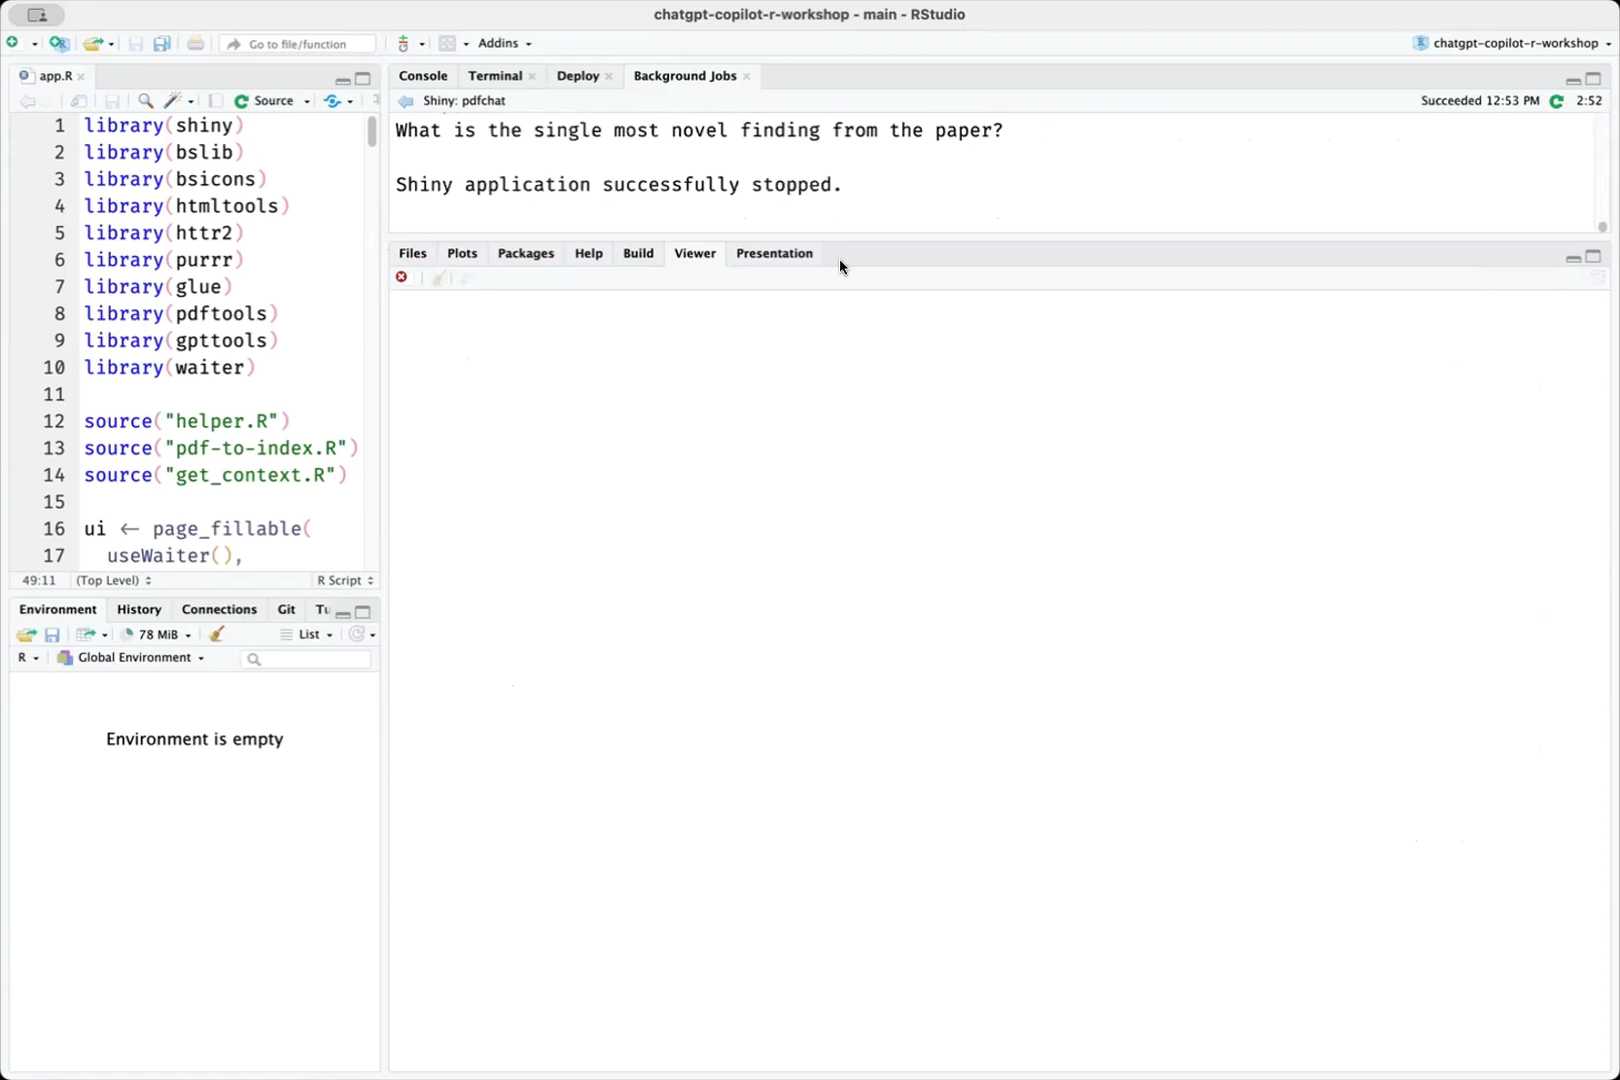 chatgpt-copilot-r-workshop - main - RStudio
Go to file/function
Addins
chatgpt-copilot-r-workshop
app.R
Source
1 library(shiny)
2 library(bslib)
3 library(bsicons)
4 library(htmltools)
5 library(httr2)
6 library(purrr)
7 library(glue)
8 library(pdftools)
9 library(gpttools)
10 library(waiter)
11
12 source("helper.R")
13 source("pdf-to-index.R")
14 source("get_context.R")
15
16 ui <- page_fillable(
17 useWaiter(),
49:11 (Top Level) R Script
Environment History Connections Git Tu
78 MiB List
R Global Environment
Environment is empty
Console Terminal Deploy Background Jobs
Shiny: pdfchat Succeeded 12:53 PM 2:52
What is the single most novel finding from the paper?
Shiny application successfully stopped.
Files Plots Packages Help Build Viewer Presentation